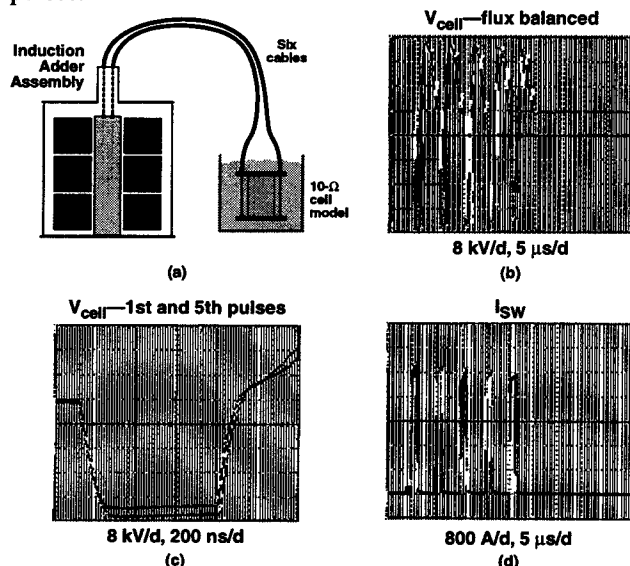 Induction
Adder
Assembly
Six
cables
10-Ω
cell
model
(a)
Vcell—flux balanced
8 kV/d, 5 μs/d
(b)
Vcell—1st and 5th pulses
8 kV/d, 200 ns/d
(c)
ISW
800 A/d, 5 μs/d
(d)